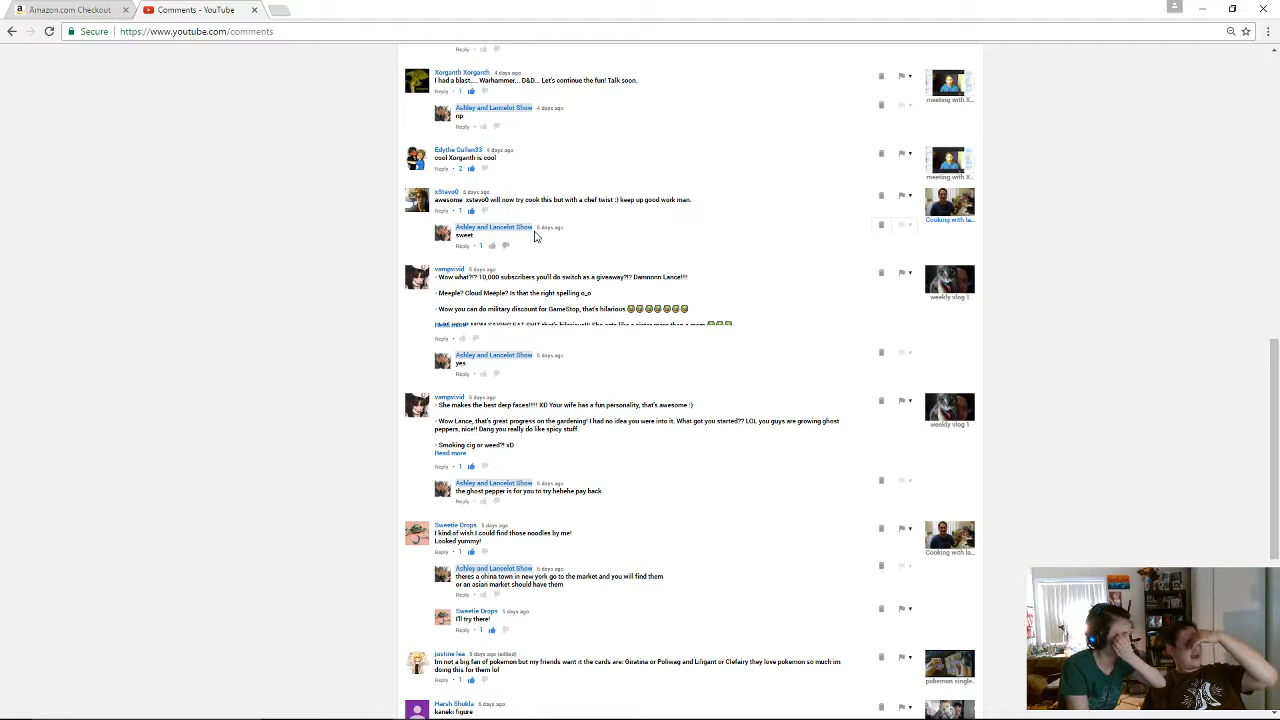 Amazon.com Checkout
Comments - YouTube
Secure
https://www.youtube.com/comments
Reply
Xorganth Xorganth 4 days ago
I had a blast.... Warhammer... D&D... Let's continue the fun! Talk soon.
Reply • 1
meeting with X...
Ashley and Lancelot Show 4 days ago
np
Reply
Edythe Cullen33 4 days ago
cool Xorganth is cool
Reply • 2
meeting with X...
xStevo0 5 days ago
awesome xstevo0 will now try cook this but with a chef twist :) keep up good work man.
Reply • 1
Cooking with la...
Ashley and Lancelot Show 5 days ago
sweet
Reply • 1
vampvivid 5 days ago
- Wow what?!? 10,000 subscribers you'll do switch as a giveaway?!? Damnnnn Lance!!!!
- Meeple? Cloud Meeple? Is that the right spelling o_o
- Wow you can do military discount for GameStop, that's hilarious
Read more
Reply •
weekly vlog 1
Ashley and Lancelot Show 5 days ago
yes
Reply •
vampvivid 5 days ago
- She makes the best derp faces!!!!! XD Your wife has a fun personality, that's awesome :)
- Wow Lance, that's great progress on the gardening! I had no idea you were into it. What got you started?? LOL you guys are growing ghost
peppers, nice!! Dang you really do like spicy stuff.
- Smoking cig or weed?! xD
Read more
Reply • 1
weekly vlog 1
Ashley and Lancelot Show 5 days ago
the ghost pepper is for you to try hehehe pay back
Reply •
Sweetie Drops 5 days ago
I kind of wish I could find those noodles by me!
Looked yummy!
Reply • 1
Cooking with la...
Ashley and Lancelot Show 5 days ago
theres a china town in new york go to the market and you will find them
or an asian market should have them
Reply •
Sweetie Drops 5 days ago
I'll try there!
Reply • 1
justine lea 5 days ago (edited)
Im not a big fan of pokemon but my friends want it the cards are: Giratina or Poliwag and Liligant or Clefairy they love pokemon so much im
doing this for them lol
Reply • 1
pokemon single...
Harsh Shukla 6 days ago
kaneki figure